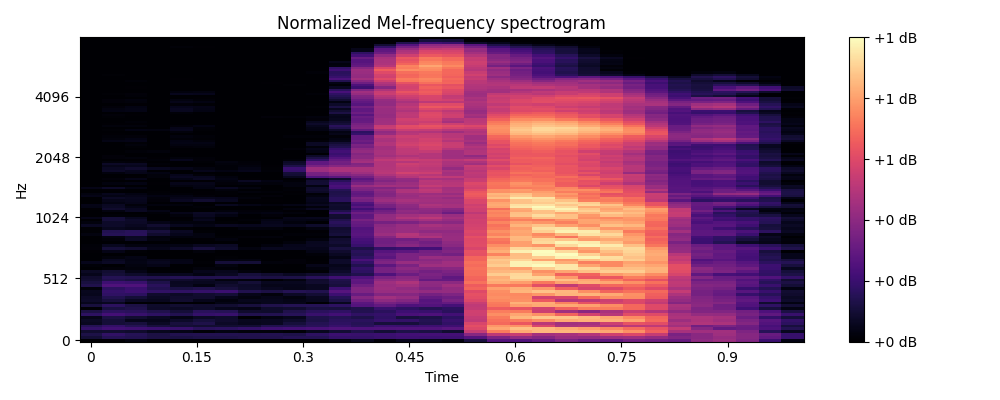 Normalized Mel-frequency spectrogram
Hz
4096
2048
1024
512
0
0 0.15 0.3 0.45 0.6 0.75 0.9
Time
+1 dB
+1 dB
+1 dB
+0 dB
+0 dB
+0 dB